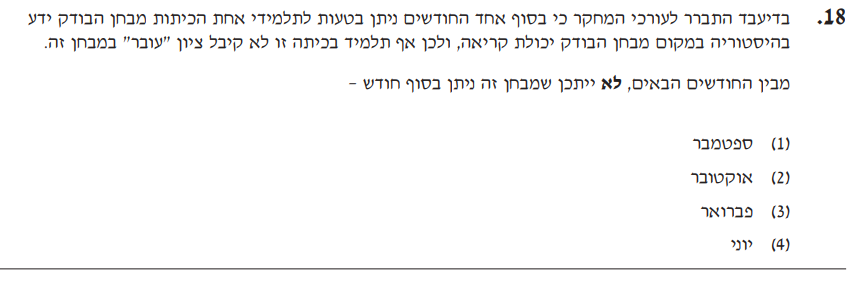 18. בדיעבד התברר לעורכי המחקר כי בסוף אחד החודשים ניתן בטעות לתלמידי אחת הכיתות מבחן הבודק ידע
בהיסטוריה במקום מבחן הבודק יכולת קריאה, ולכן אף תלמיד בכיתה זו לא קיבל ציון "עובר" במבחן זה.
מבין החודשים הבאים, לא ייתכן שמבחן זה ניתן בסוף חודש –
(1) ספטמבר
(2) אוקטובר
(3) פברואר
(4) יוני